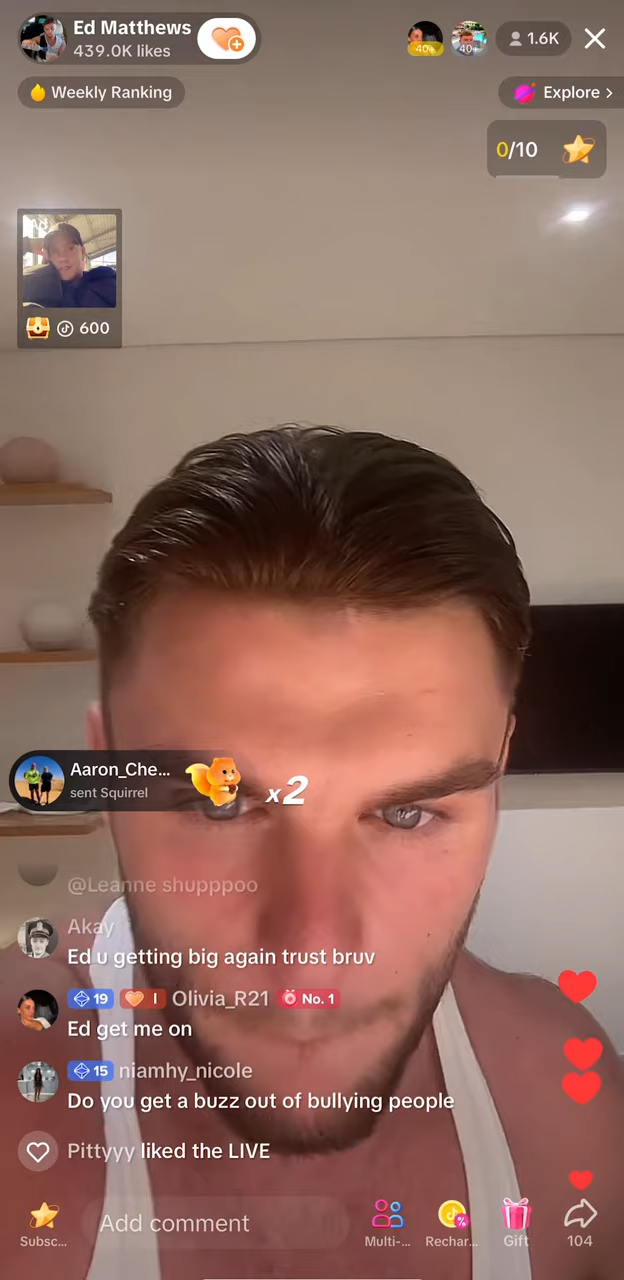 Ed Matthews
439.0K likes
40+
40+
1.6K
Weekly Ranking
Explore >
0/10
600
Aaron_Che...
sent Squirrel
x2
@Leanne shupppoo
Akay
Ed u getting big again trust bruv
19 I Olivia_R21 No. 1
Ed get me on
15 niamhy_nicole
Do you get a buzz out of bullying people
Pittyyy liked the LIVE
Add comment
Subsc...
Multi-...
Rechar...
Gift
104